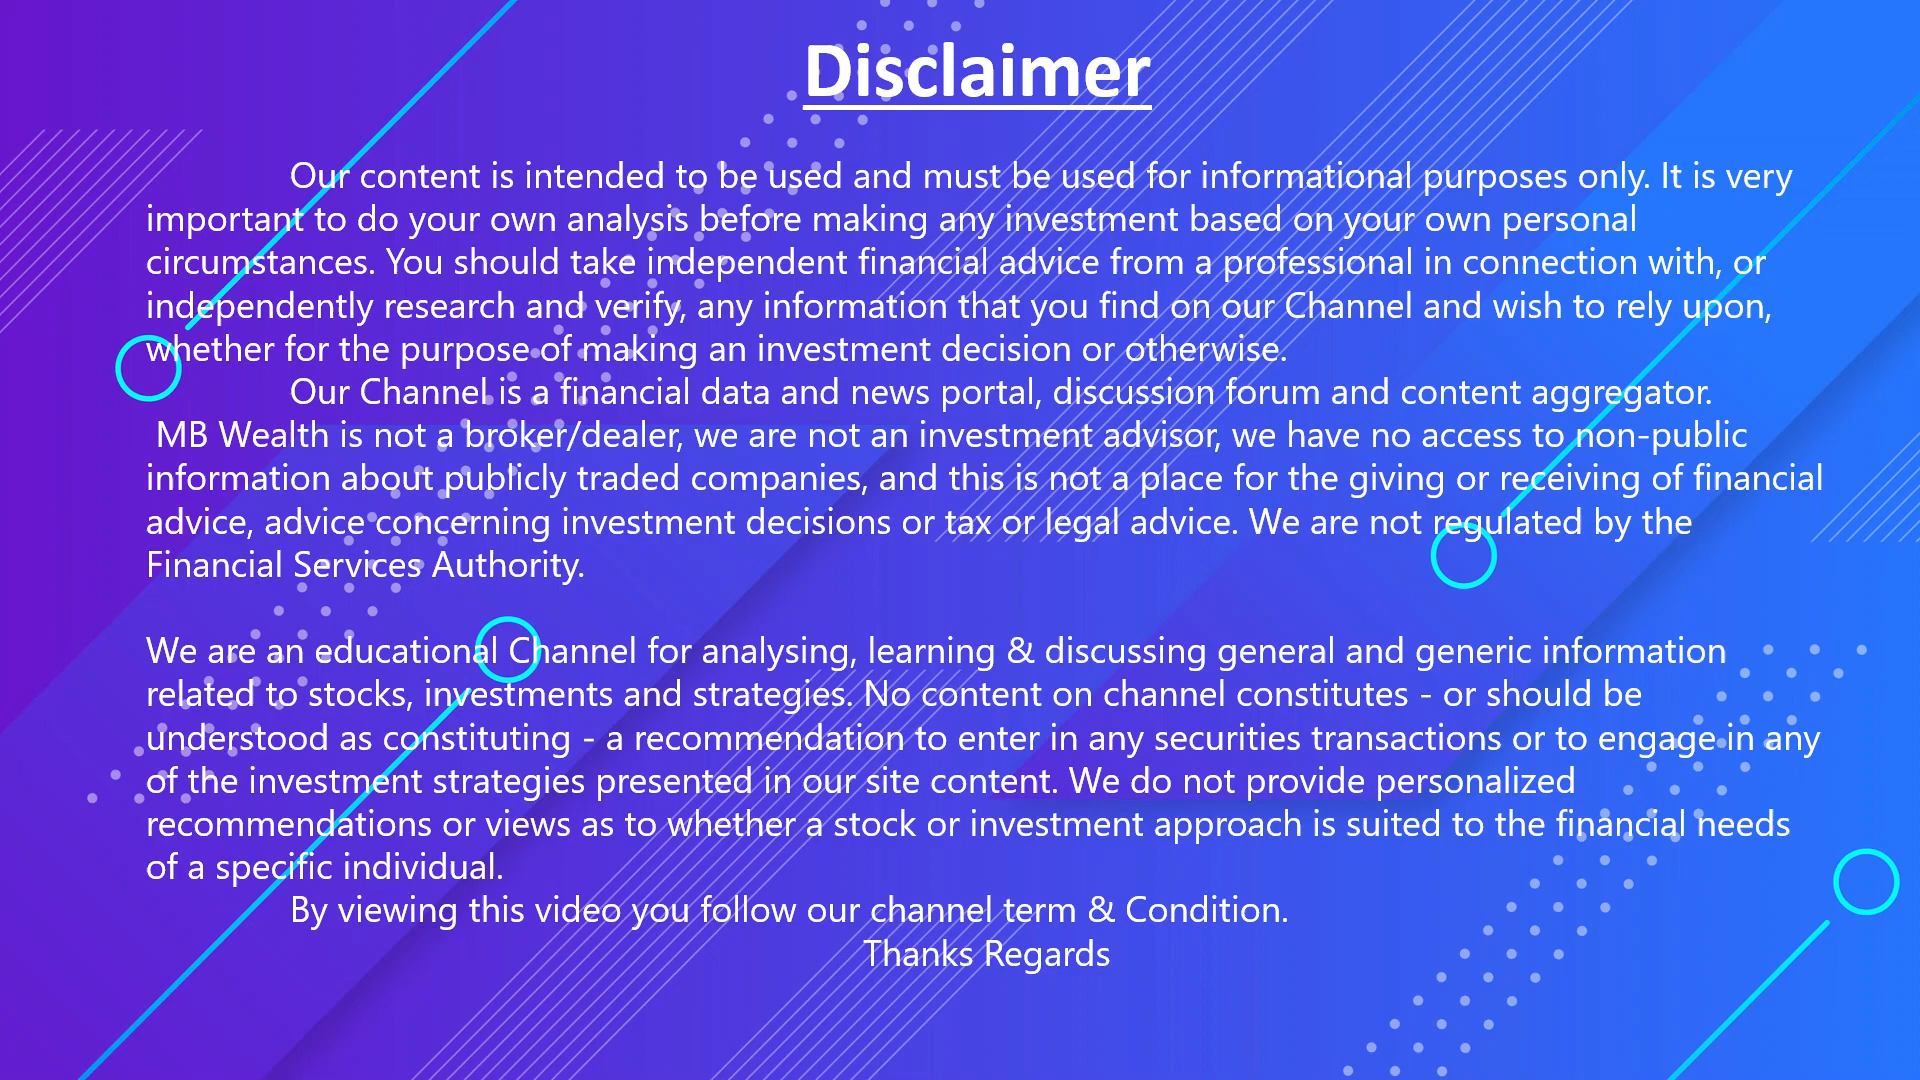 Disclaimer
Our content is intended to be used and must be used for informational purposes only. It is very
important to do your own analysis before making any investment based on your own personal
circumstances. You should take independent financial advice from a professional in connection with, or
independently research and verify, any information that you find on our Channel and wish to rely upon,
whether for the purpose of making an investment decision or otherwise.
Our Channel is a financial data and news portal, discussion forum and content aggregator.
MB Wealth is not a broker/dealer, we are not an investment advisor, we have no access to non-public
information about publicly traded companies, and this is not a place for the giving or receiving of financial
advice, advice concerning investment decisions or tax or legal advice. We are not regulated by the
Financial Services Authority.
We are an educational Channel for analysing, learning & discussing general and generic information
related to stocks, investments and strategies. No content on channel constitutes - or should be
understood as constituting - a recommendation to enter in any securities transactions or to engage in any
of the investment strategies presented in our site content. We do not provide personalized
recommendations or views as to whether a stock or investment approach is suited to the financial needs
of a specific individual.
By viewing this video you follow our channel term & Condition.
Thanks Regards